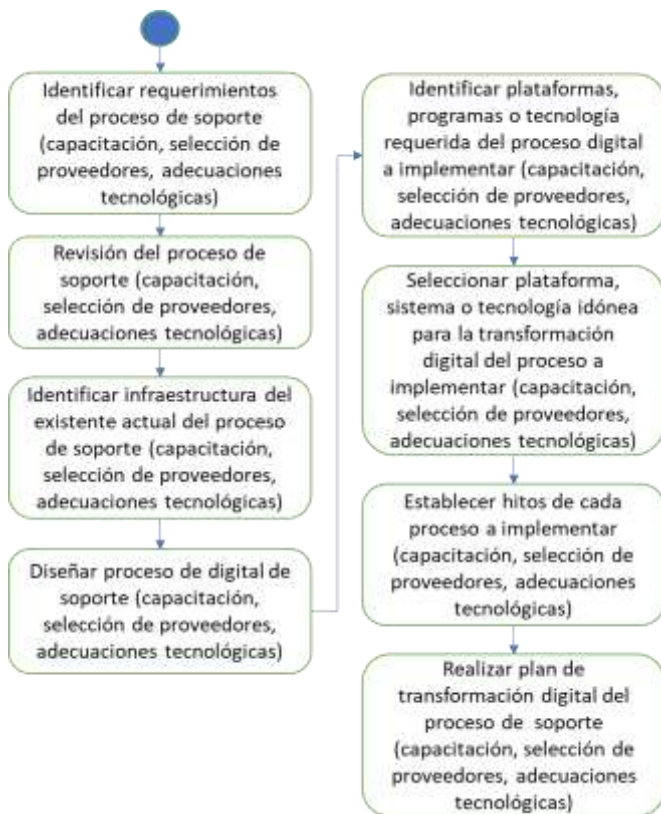 Identificar requerimientos
del proceso de soporte
(capacitación, selección de
proveedores, adecuaciones
tecnológicas)
Revisión del proceso de
soporte (capacitación,
selección de proveedores,
adecuaciones tecnológicas)
Identificar infraestructura del
existente actual del proceso
de soporte (capacitación,
selección de proveedores,
adecuaciones tecnológicas)
Diseñar proceso de digital de
soporte (capacitación,
selección de proveedores,
adecuaciones tecnológicas)
Identificar plataformas,
programas o tecnología
requerida del proceso digital
a implementar (capacitación,
selección de proveedores,
adecuaciones tecnológicas)
Seleccionar plataforma,
sistema o tecnología idónea
para la transformación
digital del proceso a
implementar (capacitación,
selección de proveedores,
adecuaciones tecnológicas)
Establecer hitos de cada
proceso a implementar
(capacitación, selección de
proveedores, adecuaciones
tecnológicas)
Realizar plan de
transformación digital del
proceso de soporte
(capacitación, selección de
proveedores, adecuaciones
tecnológicas)